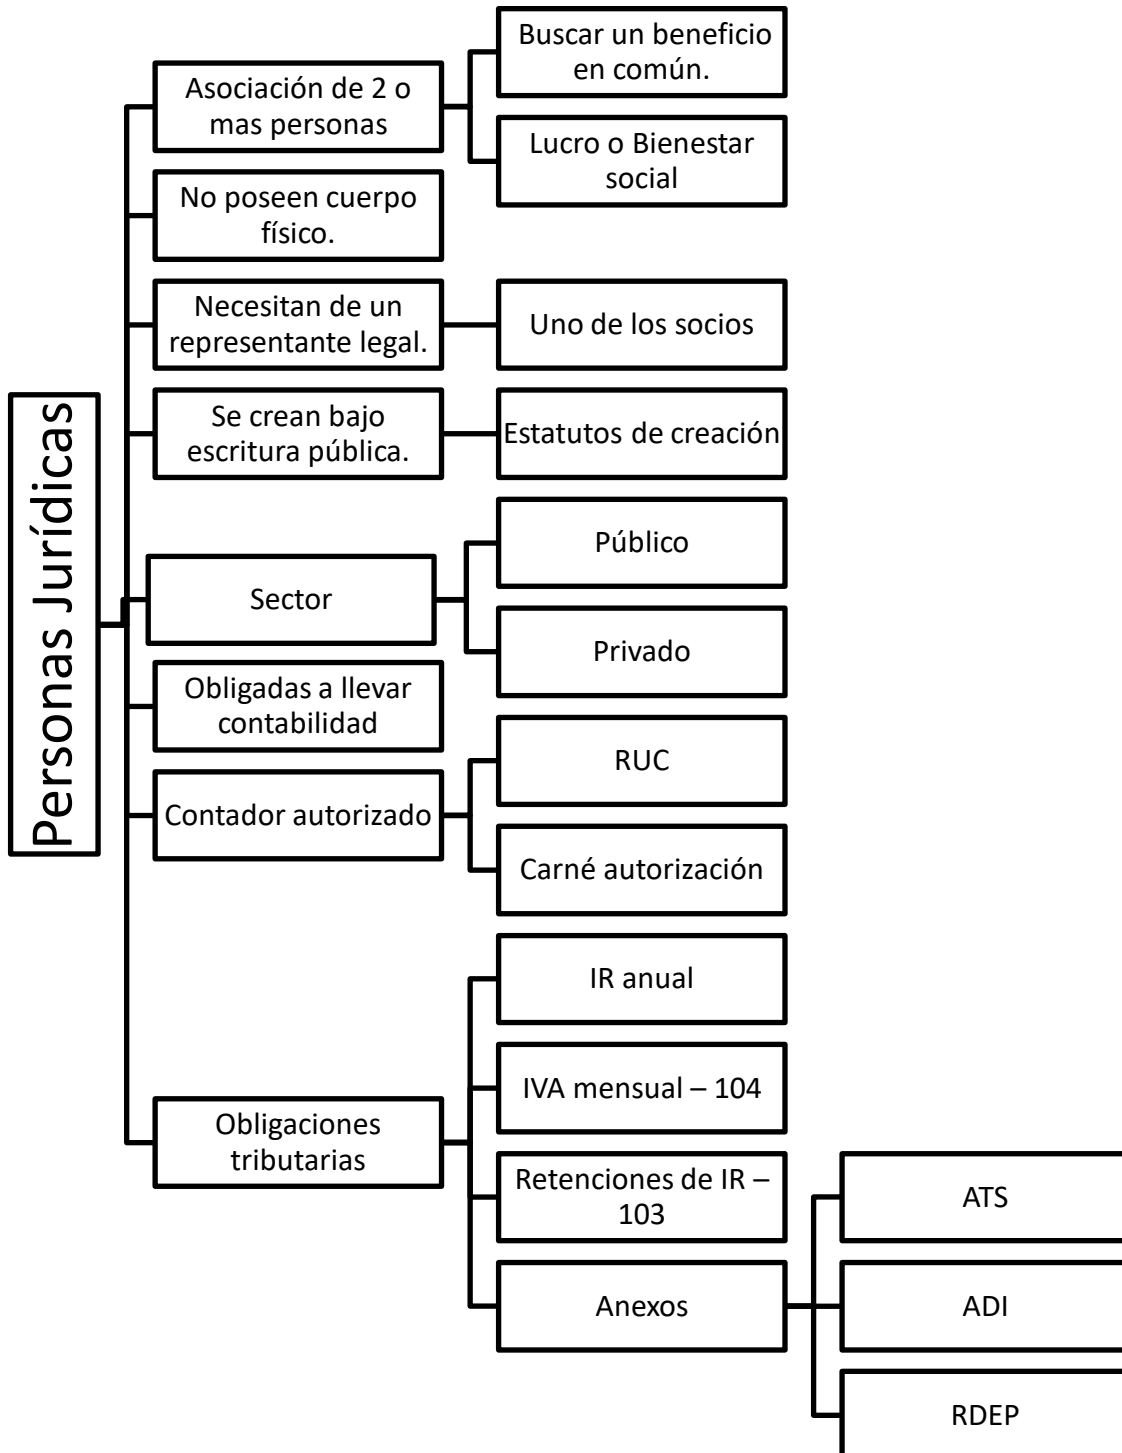 Personas Jurídicas
Asociación de 2 o
mas personas
Buscar un beneficio
en común.
Lucro o Bienestar
social
No poseen cuerpo
físico.
Necesitan de un
representante legal.
Uno de los socios
Se crean bajo
escritura pública.
Estatutos de creación
Sector
Público
Privado
Obligadas a llevar
contabilidad
Contador autorizado
RUC
Carné autorización
Obligaciones
tributarias
IR anual
IVA mensual – 104
Retenciones de IR –
103
Anexos
ATS
ADI
RDEP